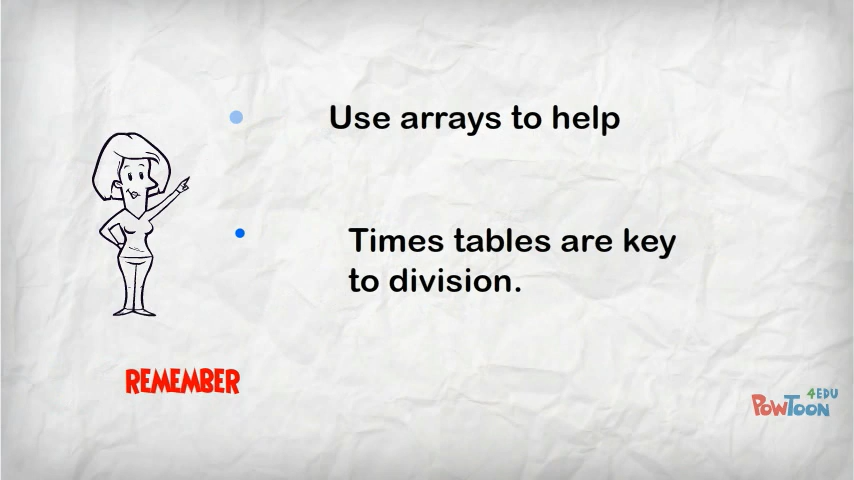 Use arrays to help
Times tables are key
to division.
REMEMBER
4EDU
POWTOON